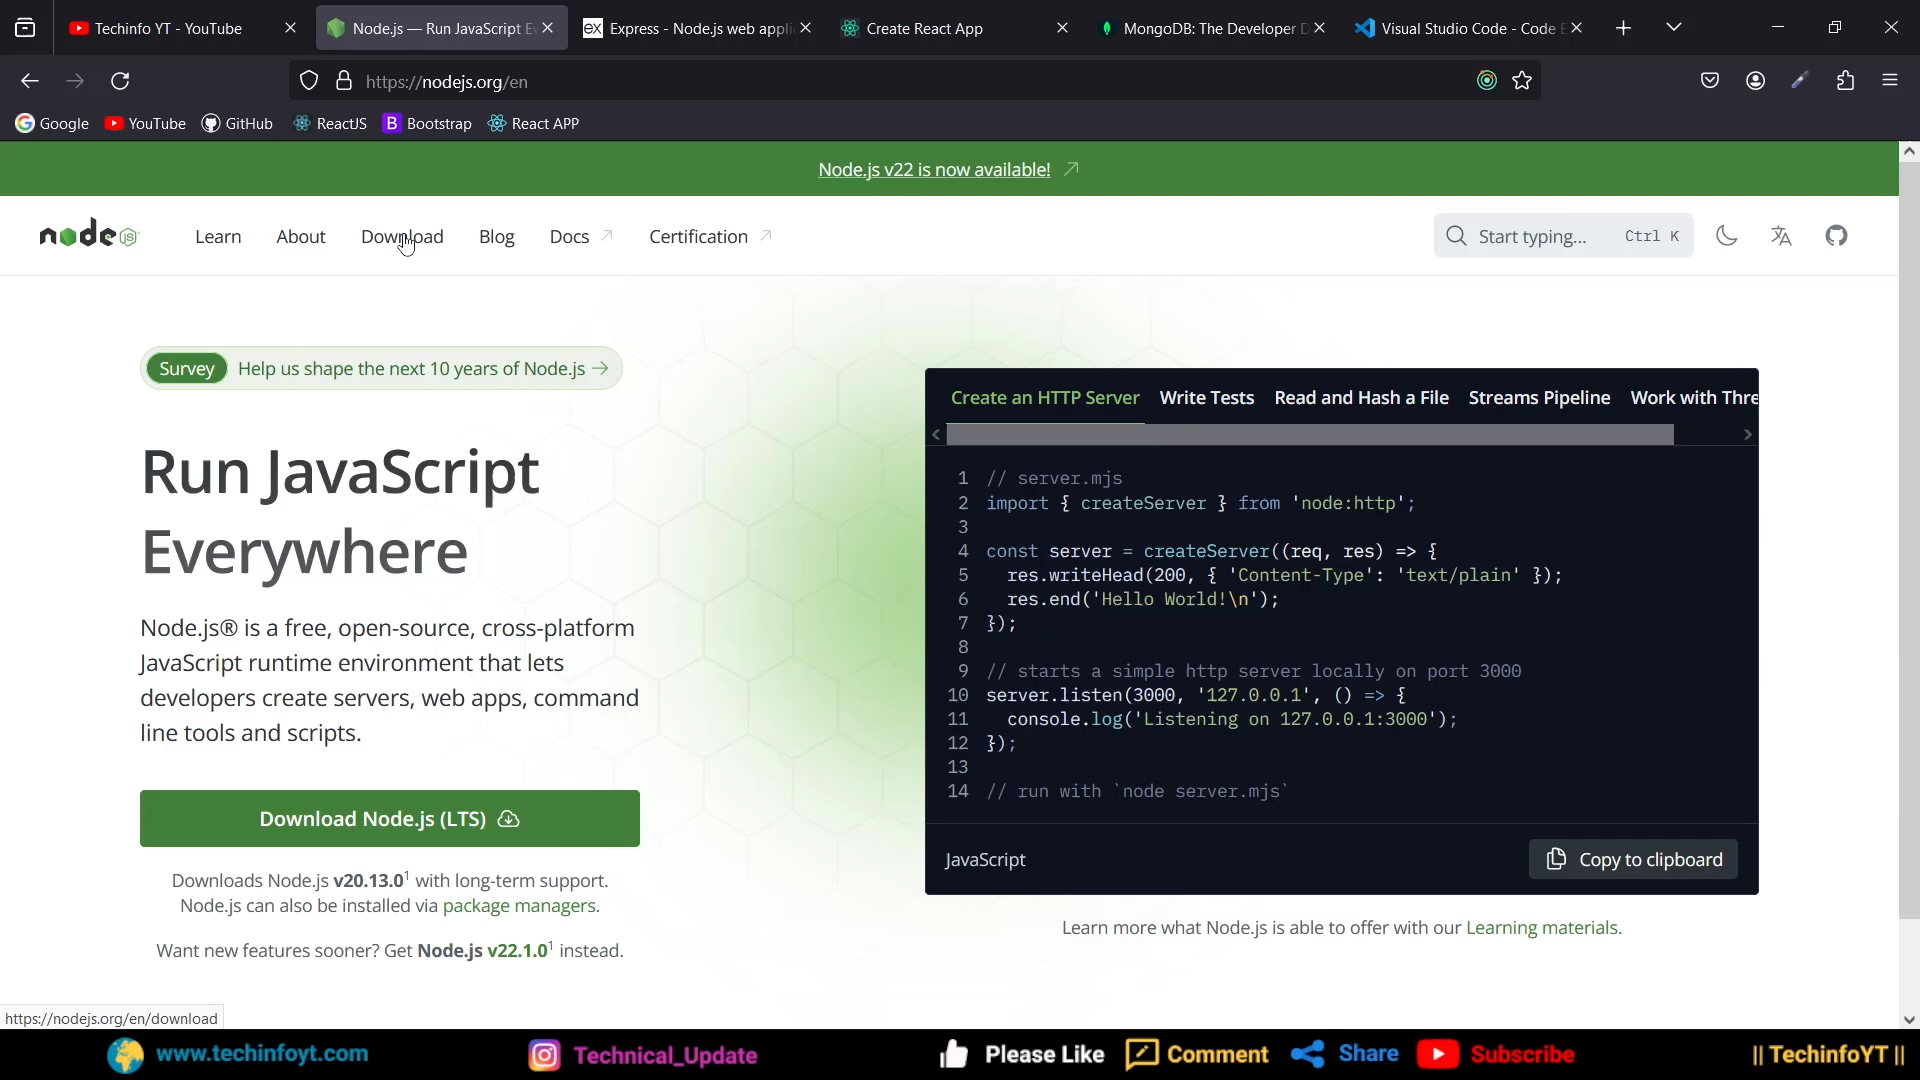 Techinfo YT - YouTube
Node.js — Run JavaScript Ev
Express - Node.js web appli
Create React App
MongoDB: The Developer D
Visual Studio Code - Code E
https://nodejs.org/en
Google
YouTube
GitHub
ReactJS
Bootstrap
React APP
Node.js v22 is now available!
node JS
Learn
About
Download
Blog
Docs
Certification
Start typing...
Ctrl K
Survey
Help us shape the next 10 years of Node.js
Run JavaScript
Everywhere
Node.js® is a free, open-source, cross-platform
JavaScript runtime environment that lets
developers create servers, web apps, command
line tools and scripts.
Download Node.js (LTS)
Downloads Node.js v20.13.0¹ with long-term support.
Node.js can also be installed via package managers.
Want new features sooner? Get Node.js v22.1.0¹ instead.
Create an HTTP Server
Write Tests
Read and Hash a File
Streams Pipeline
Work with Thre
1 // server.mjs
2 import { createServer } from 'node:http';
3
4 const server = createServer((req, res) => {
5 res.writeHead(200, { 'Content-Type': 'text/plain' });
6 res.end('Hello World!\n');
7 });
8
9 // starts a simple http server locally on port 3000
10 server.listen(3000, '127.0.0.1', () => {
11 console.log('Listening on 127.0.0.1:3000');
12 });
13
14 // run with `node server.mjs`
JavaScript
Copy to clipboard
Learn more what Node.js is able to offer with our Learning materials.
https://nodejs.org/en/download
www.techinfoyt.com
Technical_Update
Please Like
Comment
Share
Subscribe
|| TechinfoYT ||